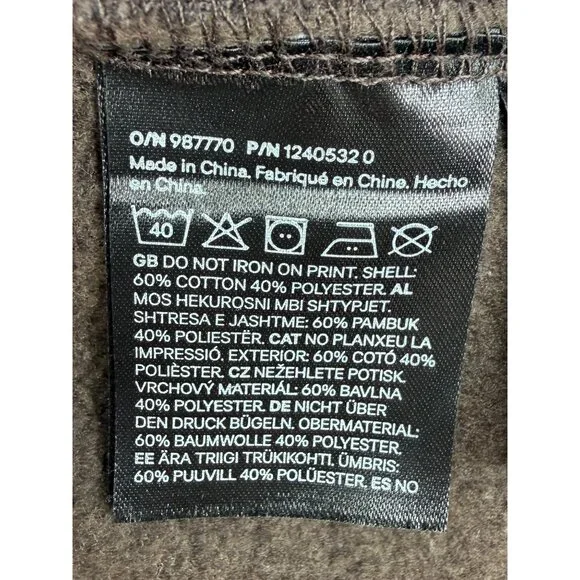 O/N 987770 P/N 1240532 0
Made in China. Fabriqué en Chine. Hecho
en China.
40
GB DO NOT IRON ON PRINT. SHELL:
60% COTTON 40% POLYESTER. AL
MOS HEKUROSNI MBI SHTYPJET.
SHTRESA E JASHTME: 60% PAMBUK
40% POLIESTËR. CAT NO PLANXEU LA
IMPRESSIÓ. EXTERIOR: 60% COTÓ 40%
POLIÈSTER. CZ NEŽEHLETE POTISK.
VRCHOVÝ MATERIÁL: 60% BAVLNA
40% POLYESTER. DE NICHT ÜBER
DEN DRUCK BÜGELN. OBERMATERIAL:
60% BAUMWOLLE 40% POLYESTER.
EE ÄRA TRIIGI TRÜKIKOHTI. ÜMBRIS:
60% PUUVILL 40% POLÜESTER. ES NO